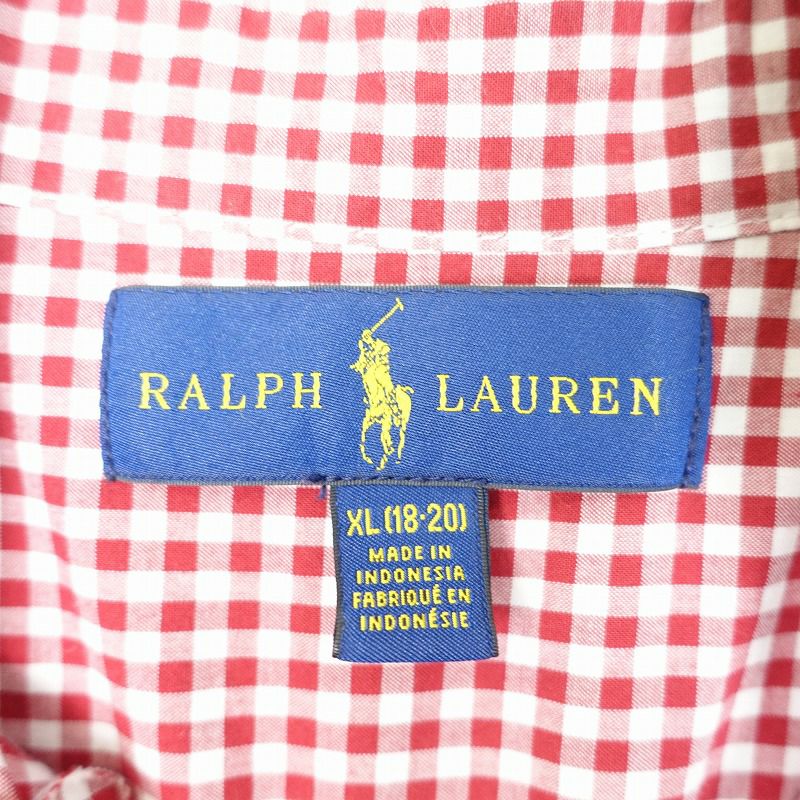 RALPH LAUREN
XL (18·20)
MADE IN
INDONESIA
FABRIQUÉ EN
INDONÉSIE